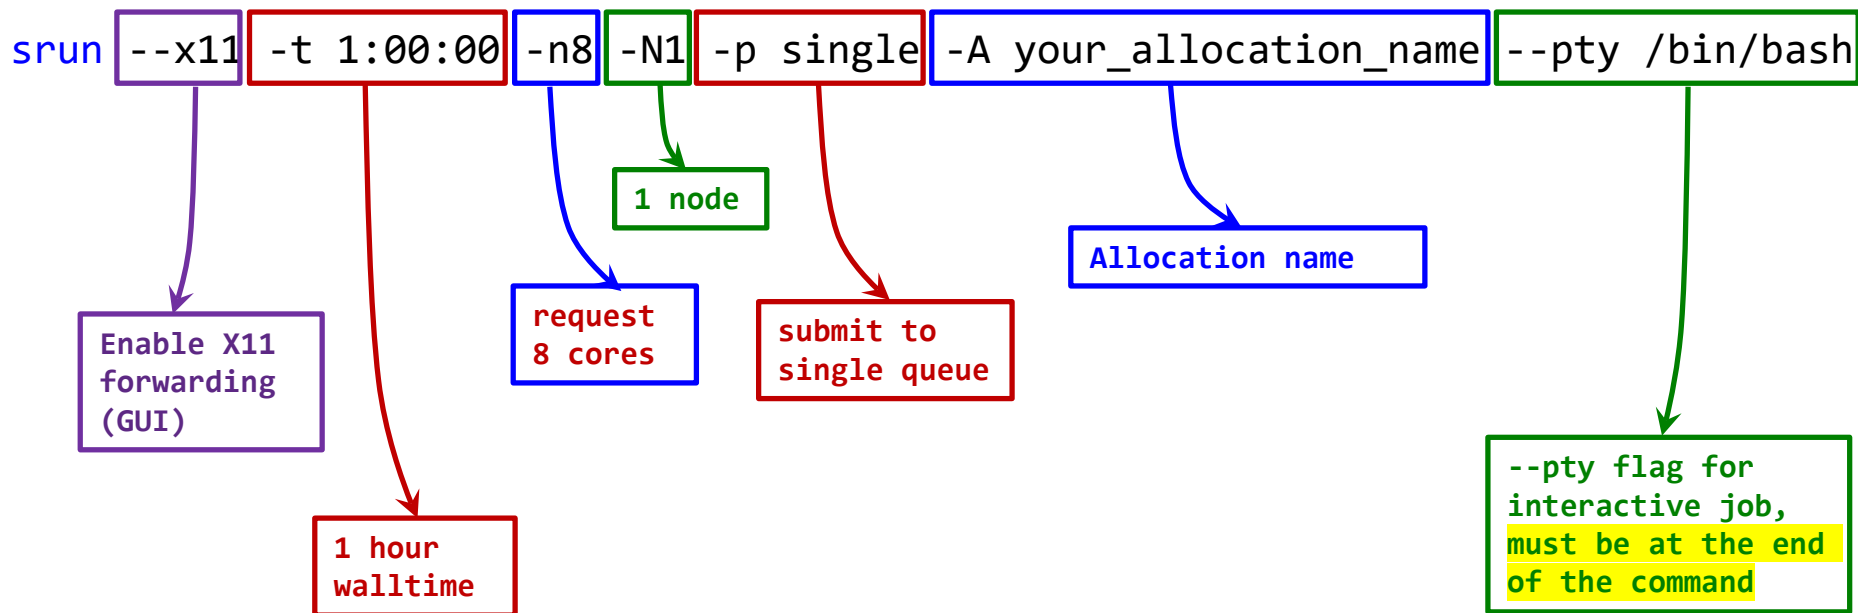 srun --x11 -t 1:00:00 -n8 -N1 -p single -A your_allocation_name --pty /bin/bash
1 node
Allocation name
Enable X11
forwarding
(GUI)
request
8 cores
submit to
single queue
1 hour
walltime
--pty flag for
interactive job,
must be at the end
of the command